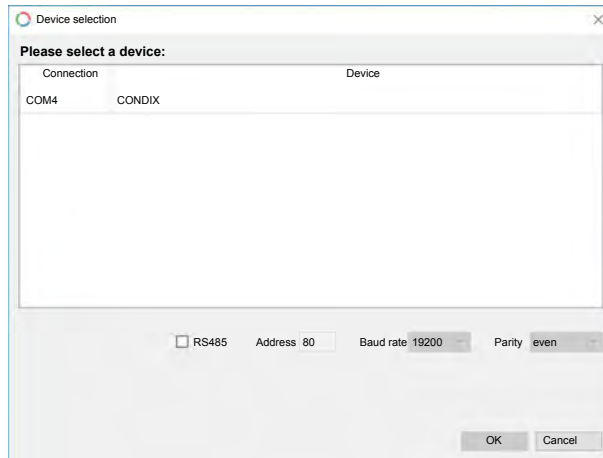 Device selection
Please select a device:
Connection Device
COM4 CONDIX
RS485 Address 80 Baud rate 19200 Parity even
OK Cancel